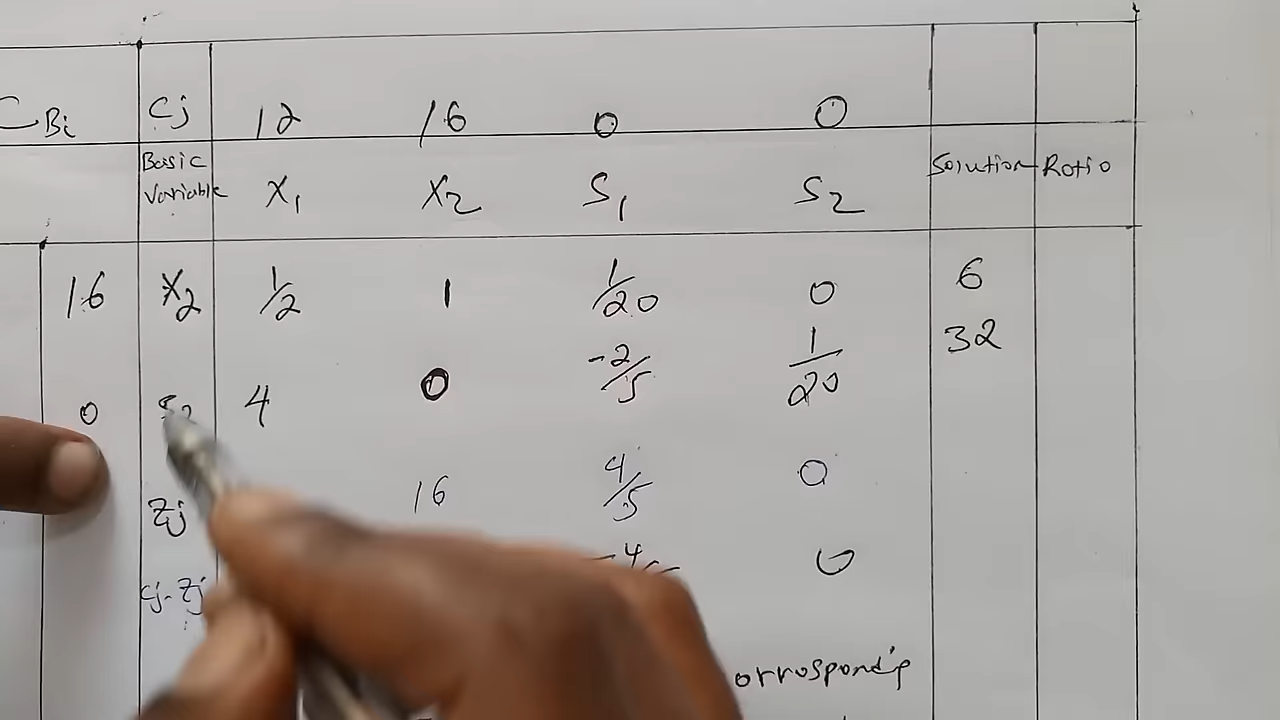 CBi Cj 12 16 0 0
Basic Variable X1 X2 S1 S2 Solution Ratio
16 X2 1/2 1 1/20 0 6
0 S2 4 0 -2/5 1/20 32
Zj 16 4/5 0
Cj-Zj 0
orrospond'g